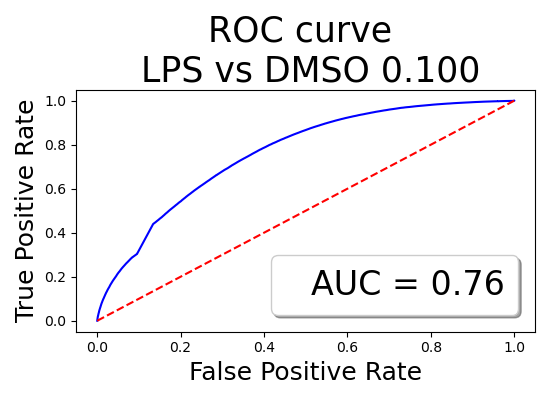 ROC curve
LPS vs DMSO 0.100
True Positive Rate
1.0
0.8
0.6
0.4
0.2
0.0
AUC = 0.76
0.0 0.2 0.4 0.6 0.8 1.0
False Positive Rate